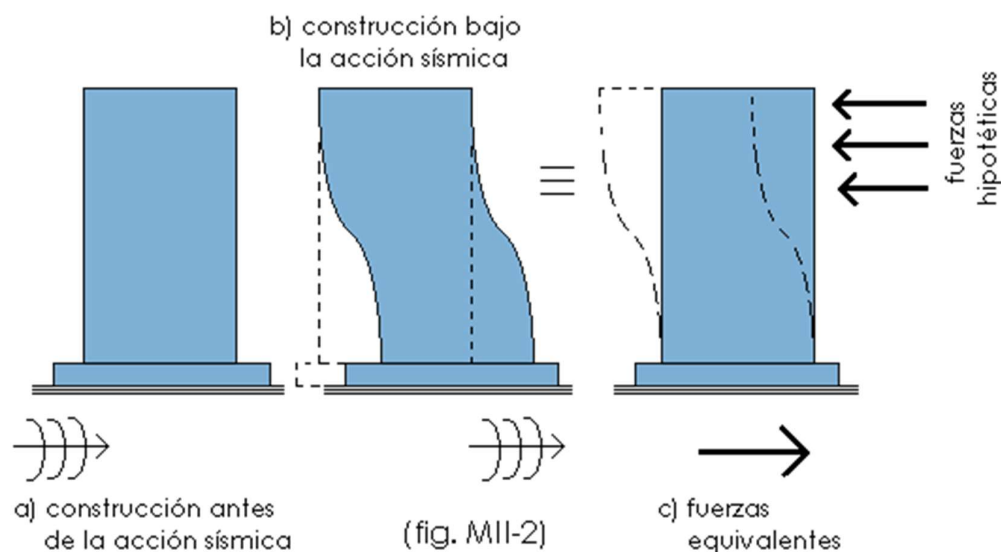 b) construcción bajo
la acción sísmica
fuerzas
hipotéticas
a) construcción antes
de la acción sísmica
(fig. MII-2)
c) fuerzas
equivalentes